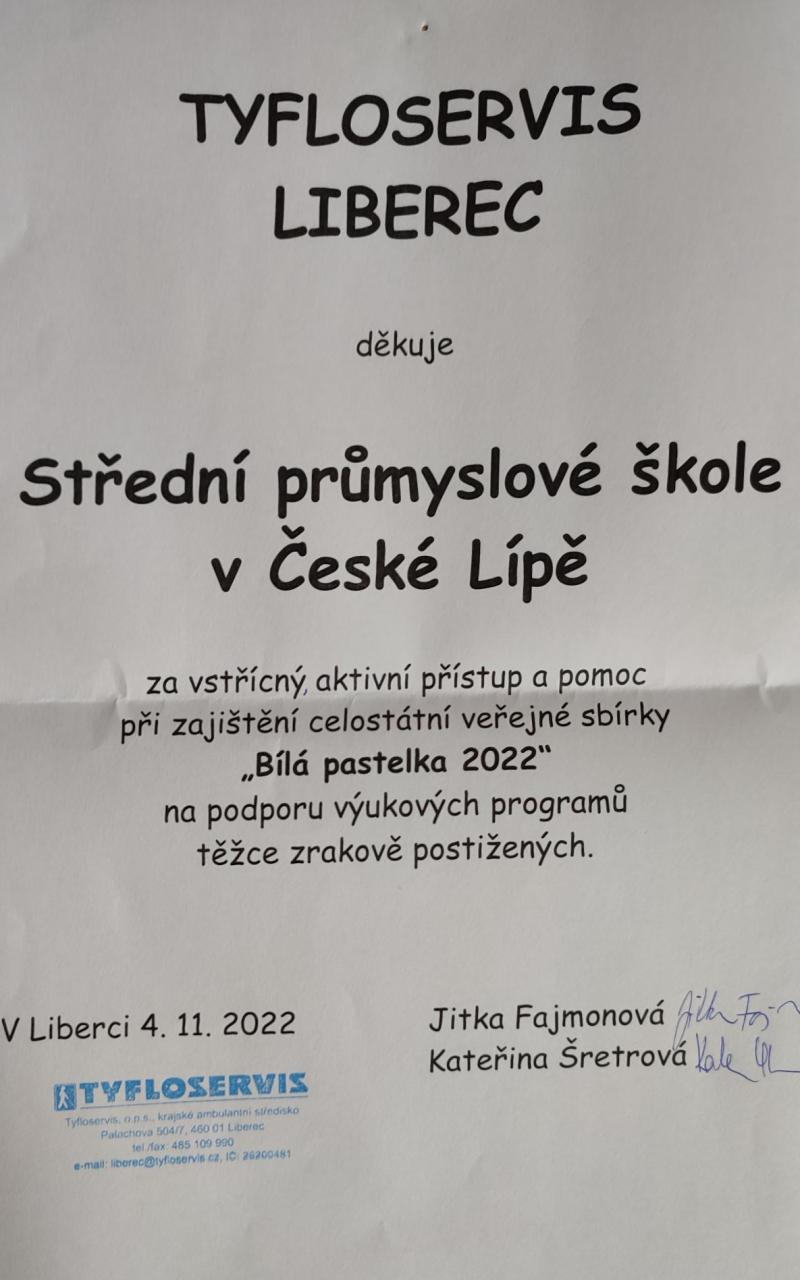 TYFLOSERVIS
LIBEREC
děkuje
Střední průmyslové škole
v České Lípě
za vstřícný, aktivní přístup a pomoc
při zajištění celostátní veřejné sbírky
„Bílá pastelka 2022“
na podporu výukových programů
těžce zrakově postižených.
V Liberci 4. 11. 2022
Jitka Fajmonová
Kateřina Šretrová
TYFLOSERVIS
Tyfloservis, o.p.s., krajské ambulantní středisko
Palachova 504/7, 460 01 Liberec
tel./fax: 485 109 990
e-mail: liberec@tyfloservis.cz, IČ: 26200481